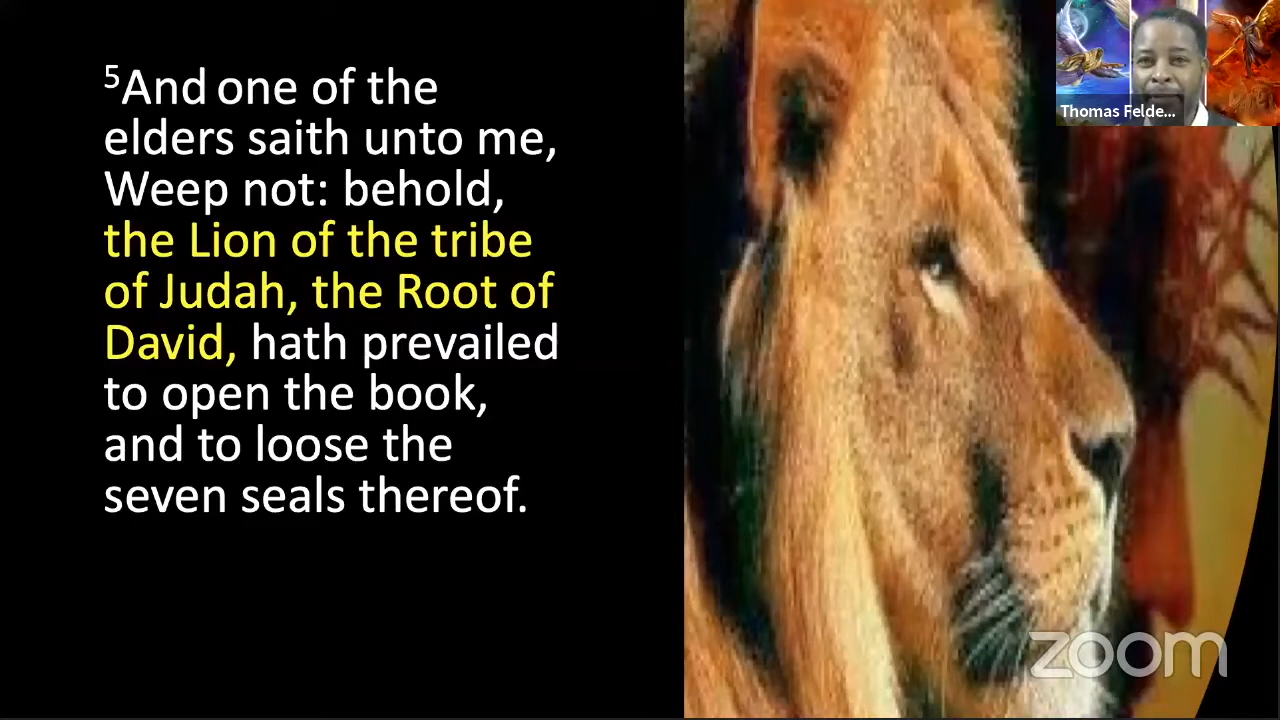 5And one of the
elders saith unto me,
Weep not: behold,
the Lion of the tribe
of Judah, the Root of
David, hath prevailed
to open the book,
and to loose the
seven seals thereof.
Thomas Felde...
zoom